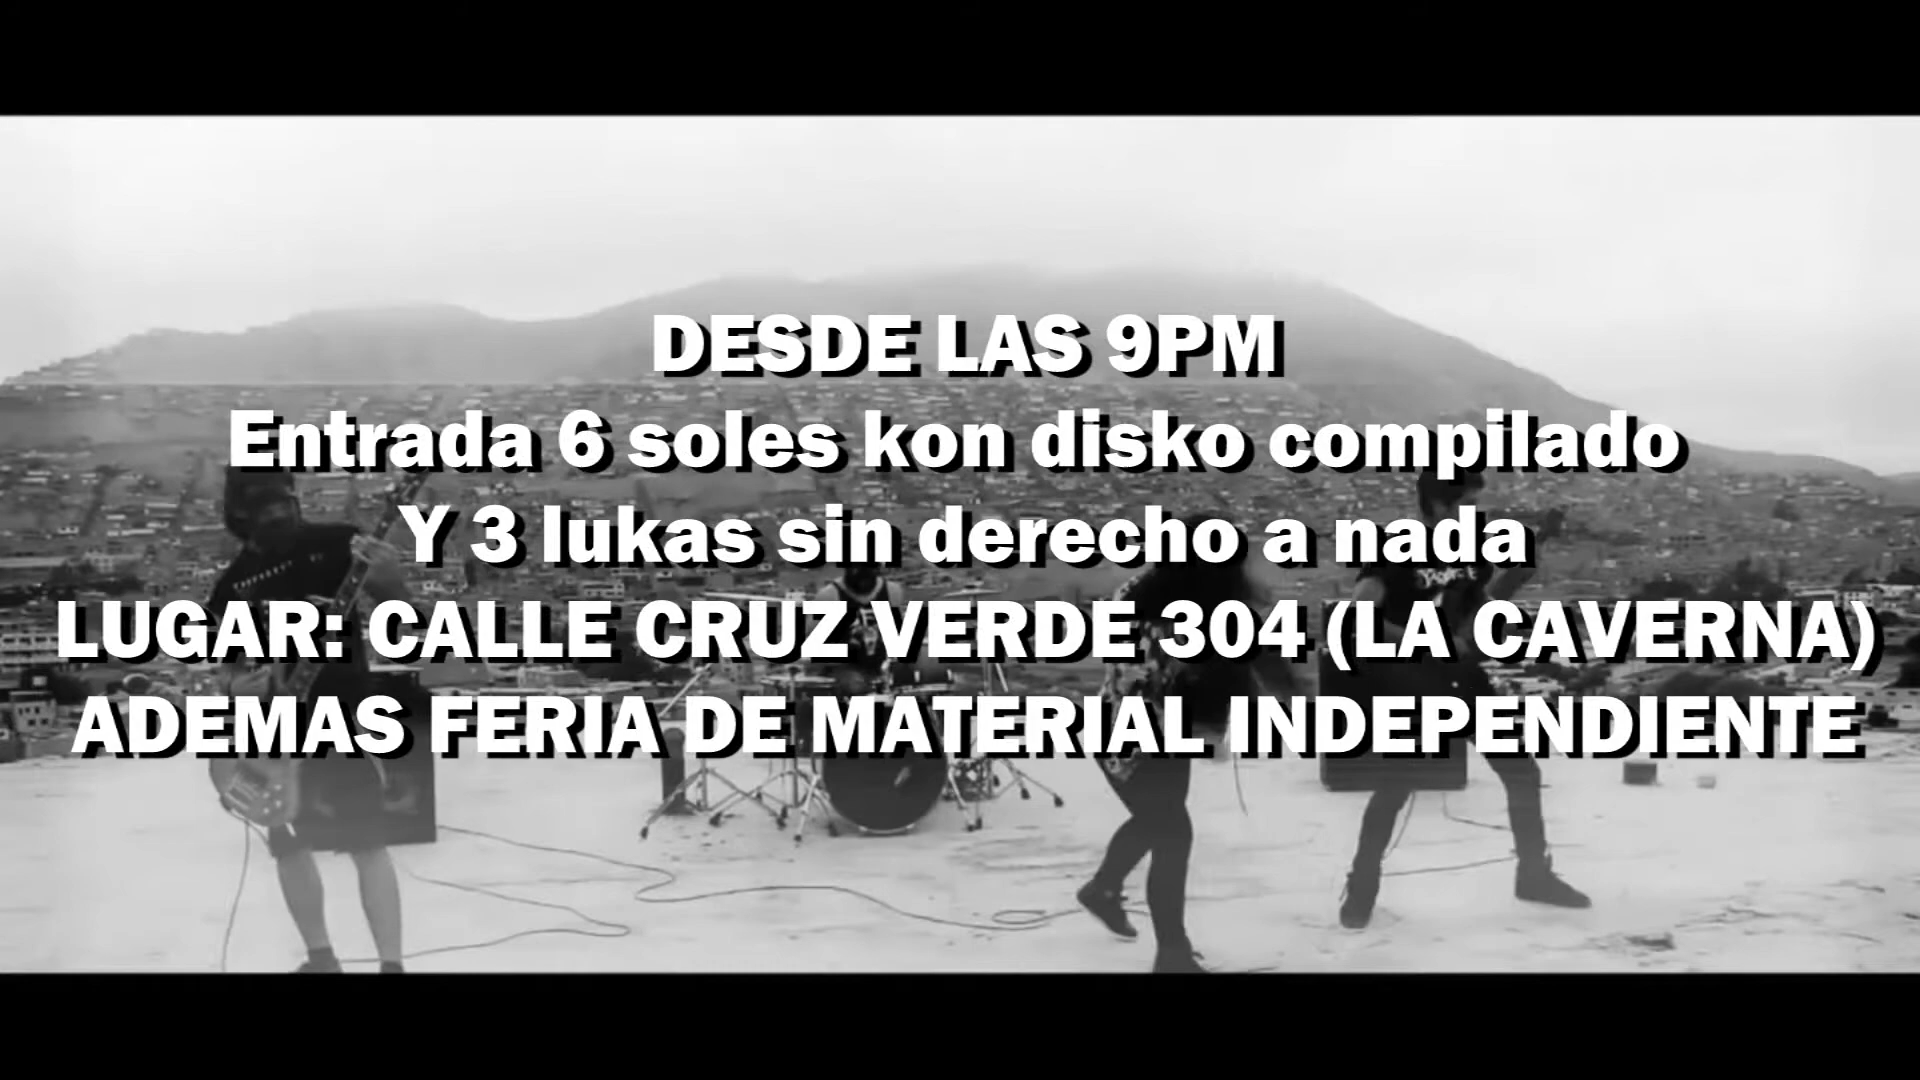 DESDE LAS 9PM
Entrada 6 soles kon disko compilado
Y 3 lukas sin derecho a nada
LUGAR: CALLE CRUZ VERDE 304 (LA CAVERNA)
ADEMAS FERIA DE MATERIAL INDEPENDIENTE